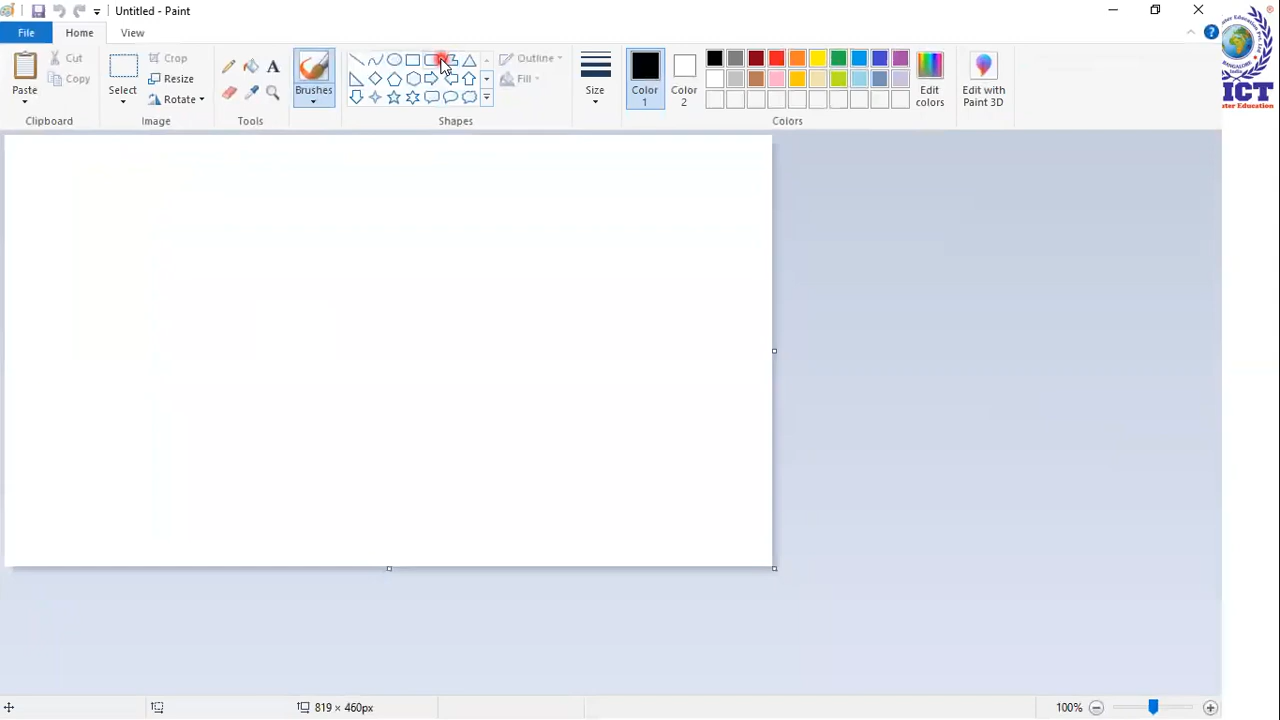 Untitled - Paint
File Home View
Paste
Cut
Copy
Clipboard
Select
Crop
Resize
Rotate
Image
A
Tools
Brushes
Shapes
Outline
Fill
Size
Color 1
Color 2
Colors
Edit colors
Edit with Paint 3D
ICT
819 × 460px
100%